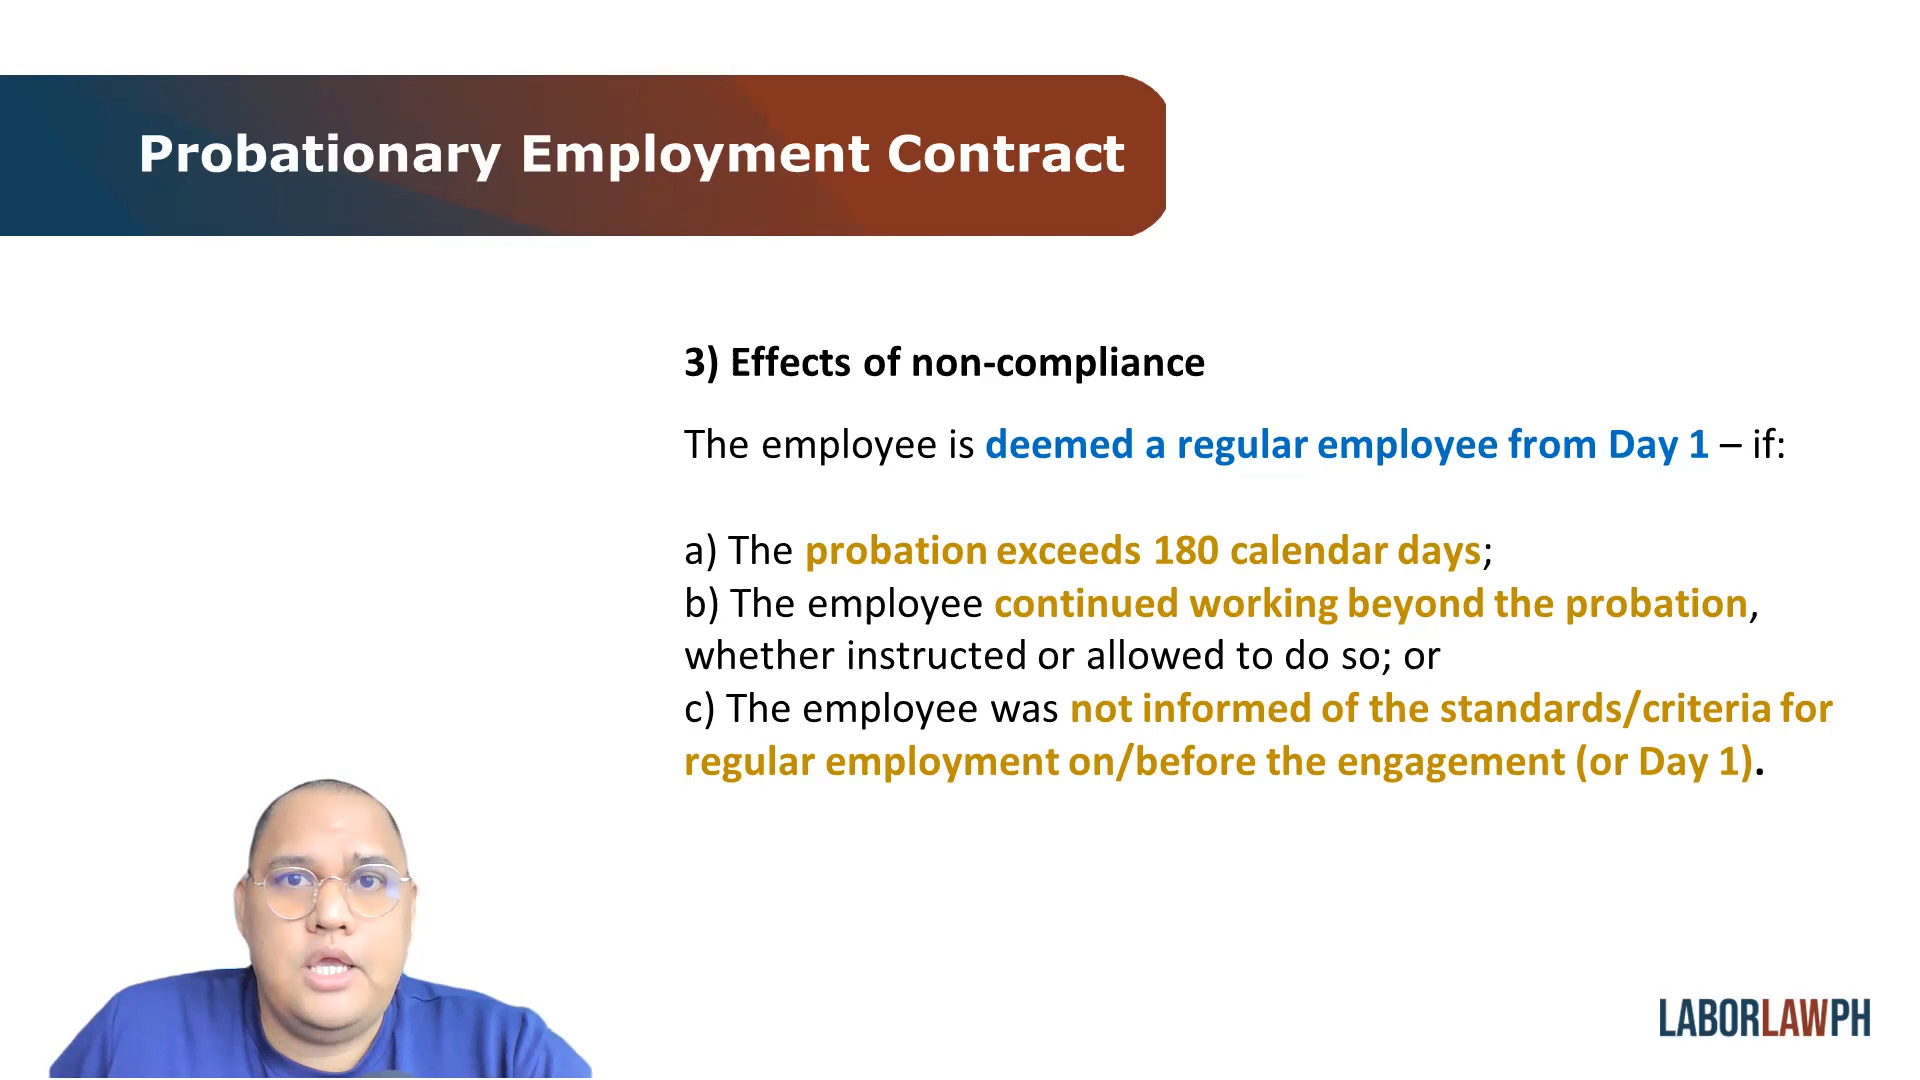 Probationary Employment Contract
3) Effects of non-compliance
The employee is deemed a regular employee from Day 1 – if:
a) The probation exceeds 180 calendar days;
b) The employee continued working beyond the probation,
whether instructed or allowed to do so; or
c) The employee was not informed of the standards/criteria for
regular employment on/before the engagement (or Day 1).
LABORLAWPH